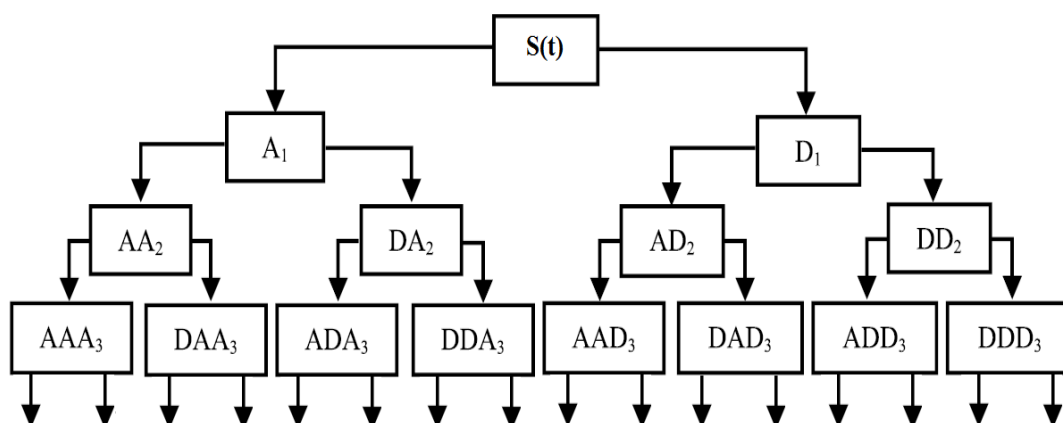 S(t)
A₁
D₁
AA₂
DA₂
AD₂
DD₂
AAA₃
DAA₃
ADA₃
DDA₃
AAD₃
DAD₃
ADD₃
DDD₃